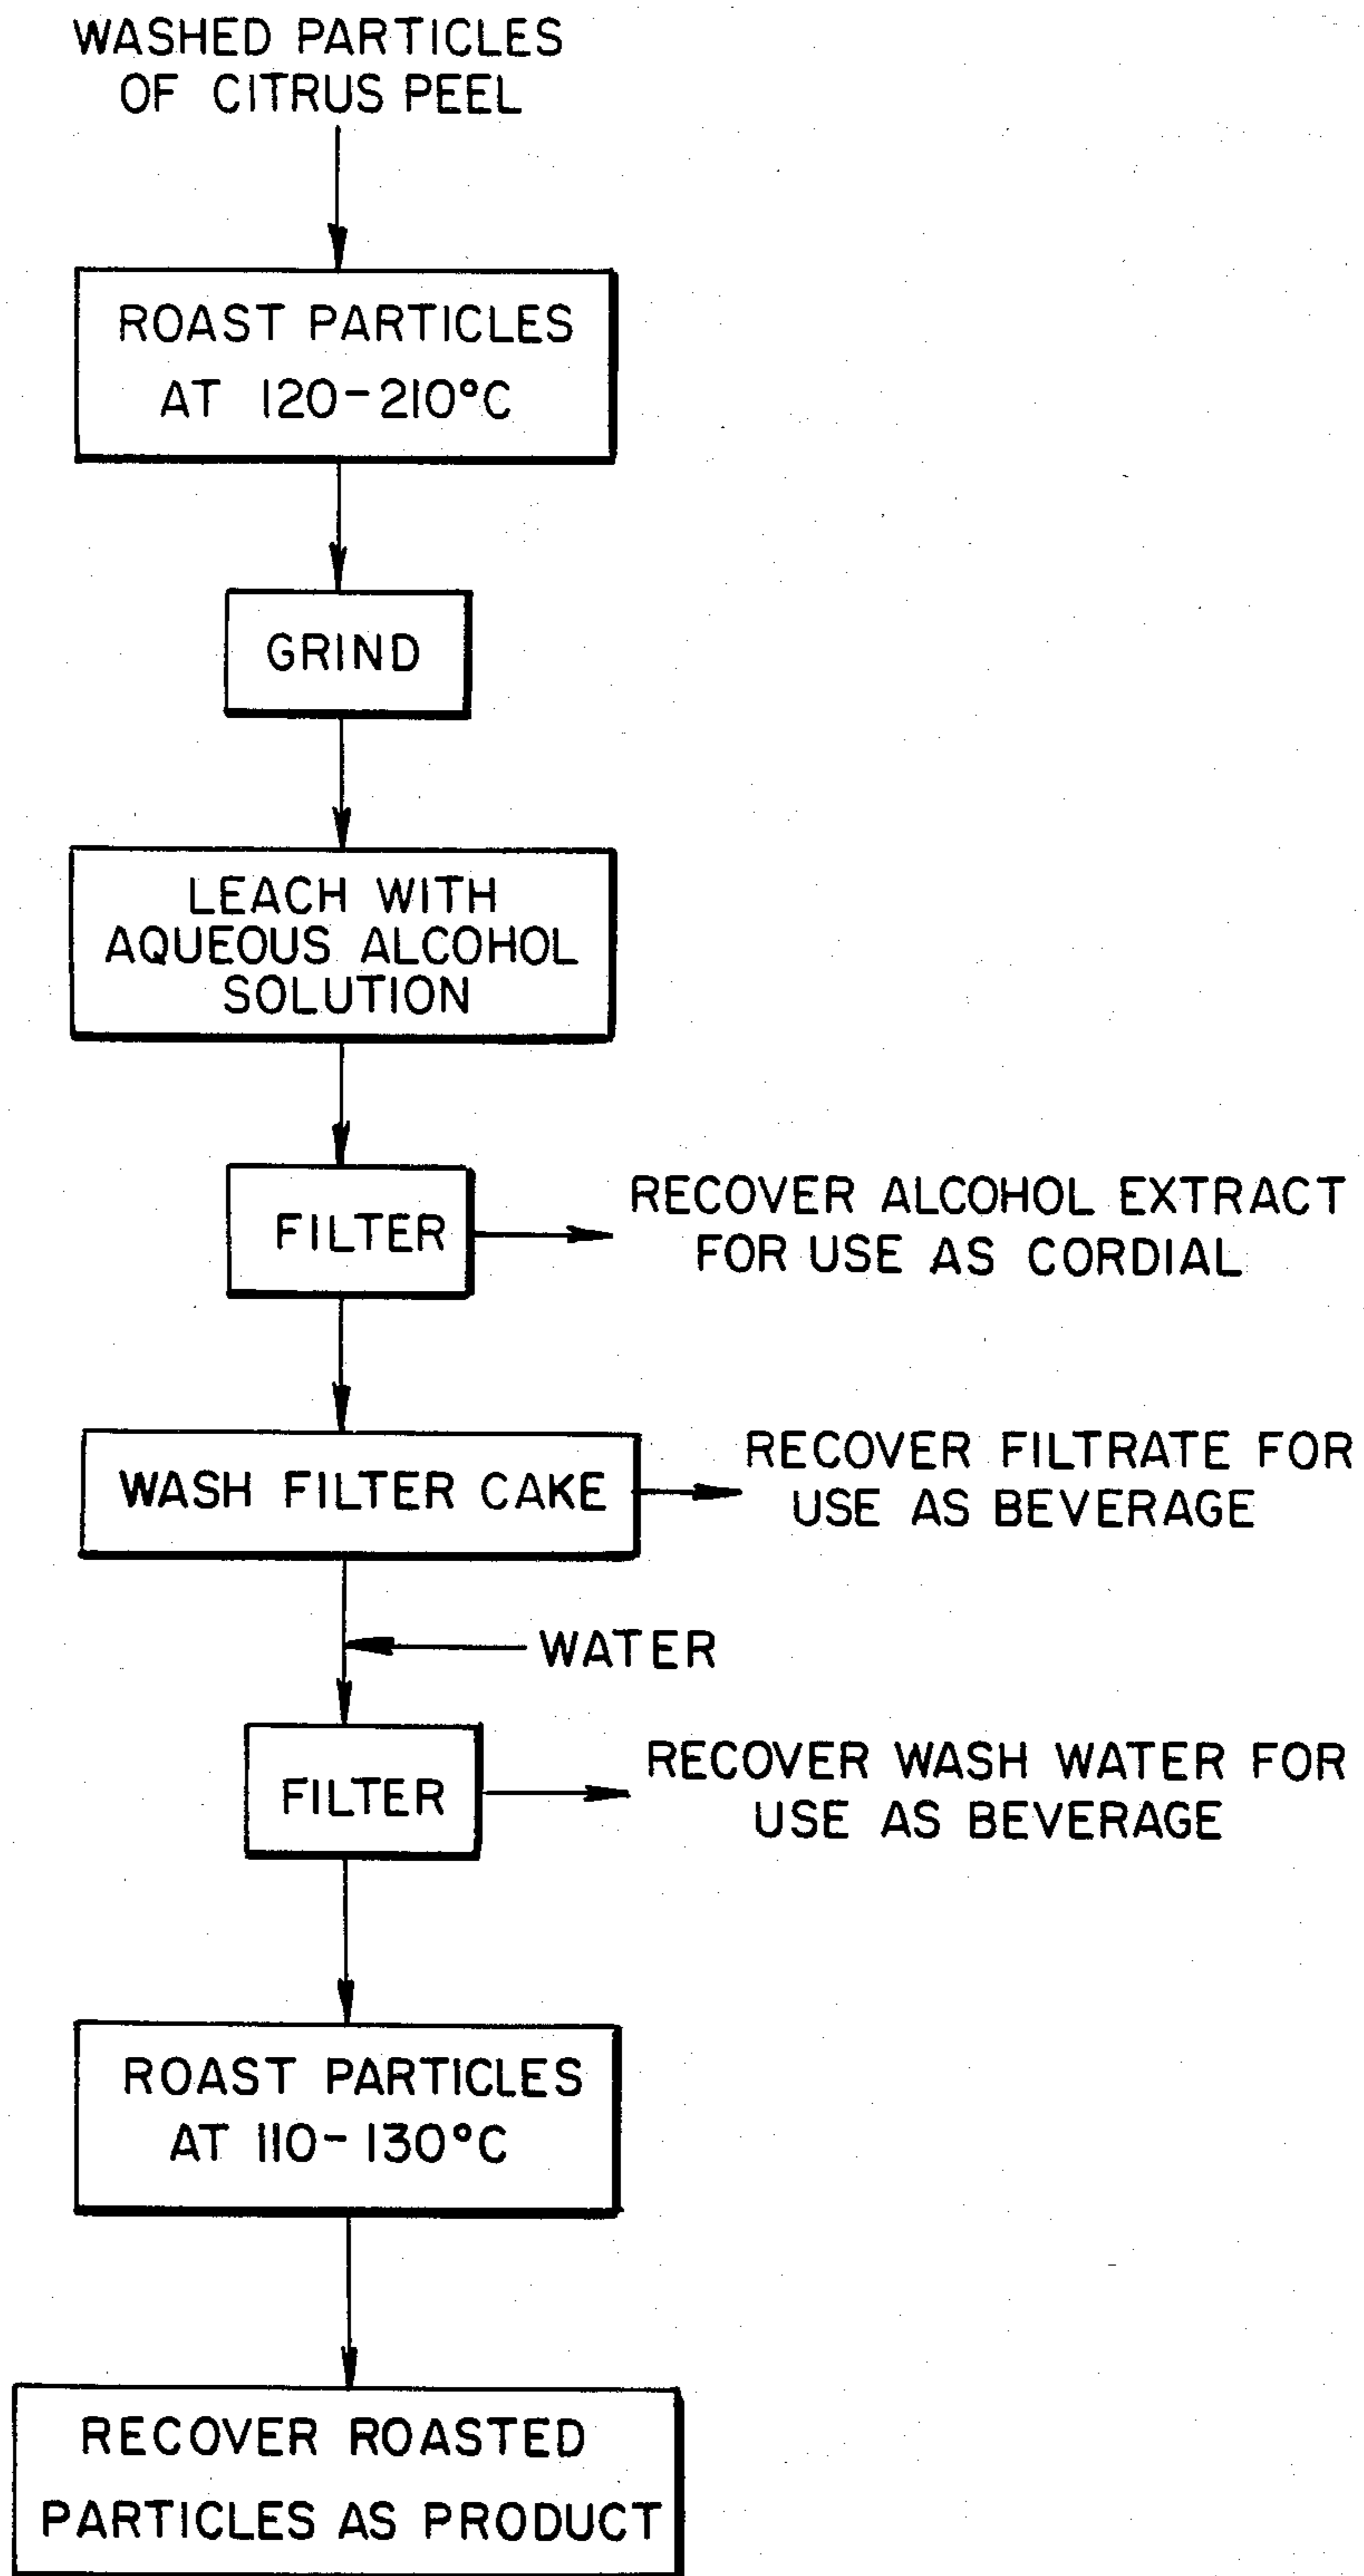 WASHED PARTICLES
OF CITRUS PEEL
ROAST PARTICLES
AT 120-210°C
GRIND
LEACH WITH
AQUEOUS ALCOHOL
SOLUTION
FILTER
RECOVER ALCOHOL EXTRACT
FOR USE AS CORDIAL
WASH FILTER CAKE
RECOVER FILTRATE FOR
USE AS BEVERAGE
WATER
FILTER
RECOVER WASH WATER FOR
USE AS BEVERAGE
ROAST PARTICLES
AT 110-130°C
RECOVER ROASTED
PARTICLES AS PRODUCT